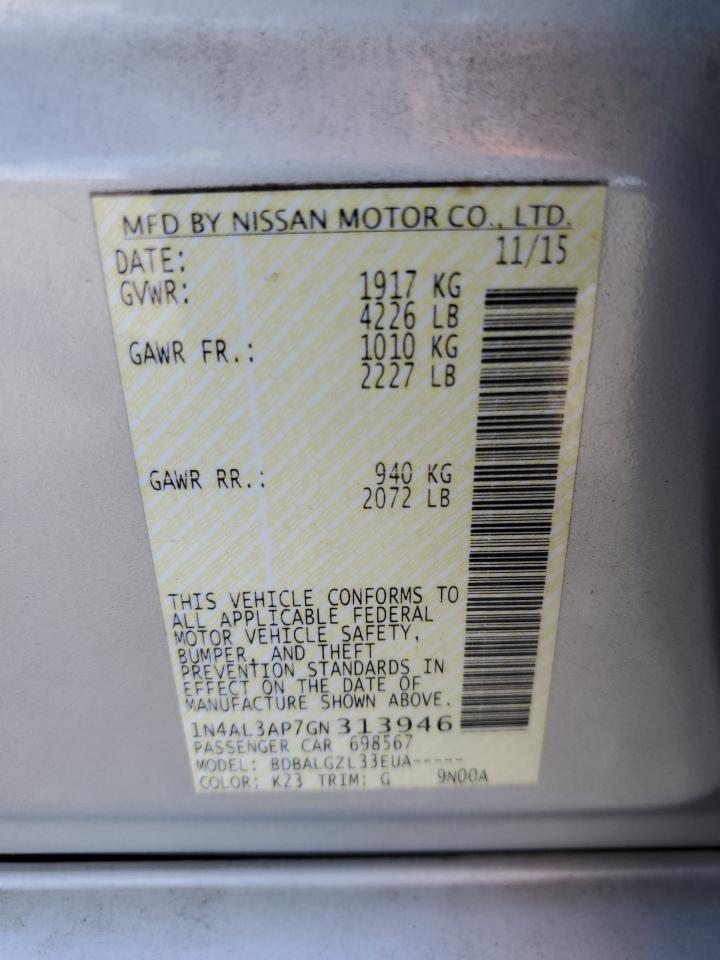 MFD BY NISSAN MOTOR CO., LTD.
DATE: 11/15
GVWR: 1917 KG
4226 LB
GAWR FR.: 1010 KG
2227 LB
GAWR RR.: 940 KG
2072 LB
THIS VEHICLE CONFORMS TO
ALL APPLICABLE FEDERAL
MOTOR VEHICLE SAFETY,
BUMPER, AND THEFT
PREVENTION STANDARDS IN
EFFECT ON THE DATE OF
MANUFACTURE SHOWN ABOVE.
1N4AL3AP7GN313946
PASSENGER CAR 698567
MODEL: BDBALGZL33EUA-----
COLOR: K23 TRIM: G 9N00A